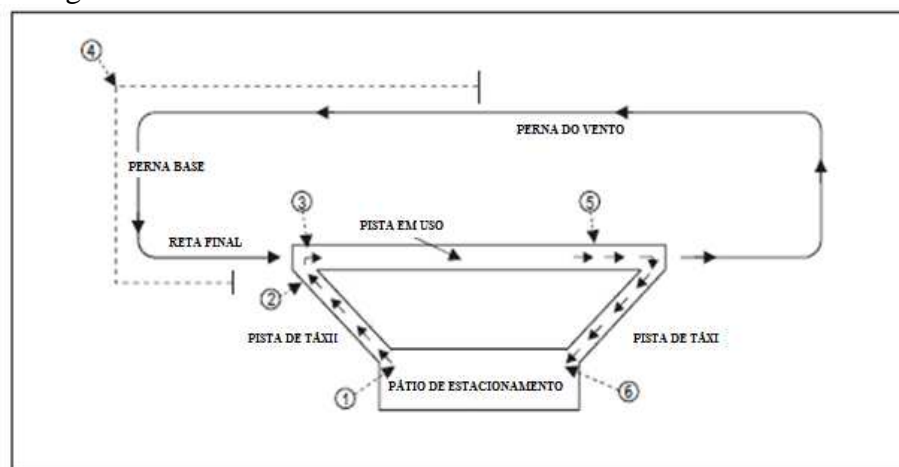 4
PERNA DO VENTO
PERNA BASE
3
5
PISTA EM USO
RETA FINAL
2
PISTA DE TÁXII
PISTA DE TÁXI
1
PÁTIO DE ESTACIONAMENTO
6